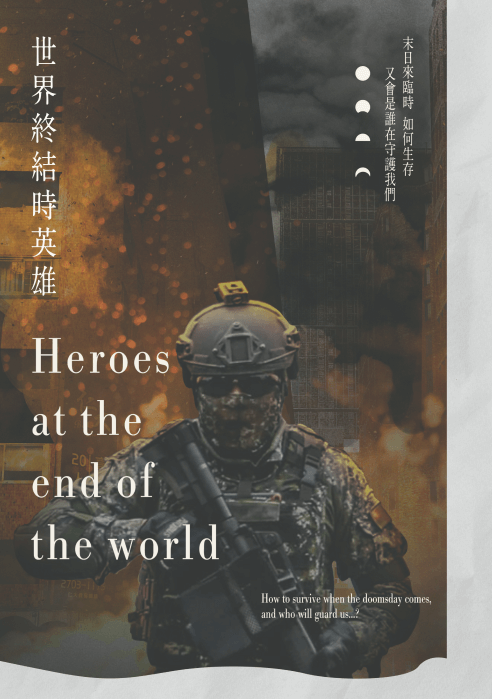 世界終結時英雄
末日來臨時 如何生存
又會是誰在守護我們
Heroes
at the
end of
the world
How to survive when the doomsday comes,
and who will guard us...?